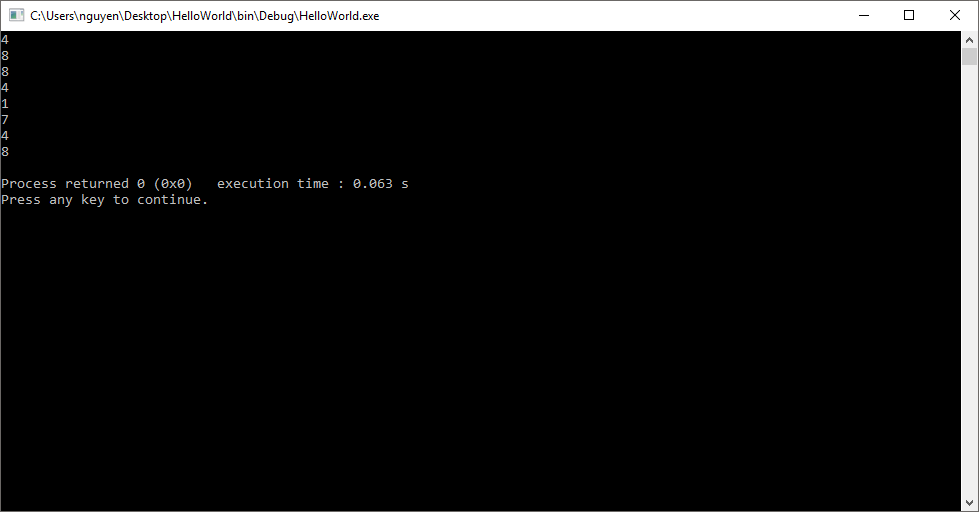 C:\Users\nguyen\Desktop\HelloWorld\bin\Debug\HelloWorld.exe
4
8
8
4
1
7
4
8
Process returned 0 (0x0)   execution time : 0.063 s
Press any key to continue.